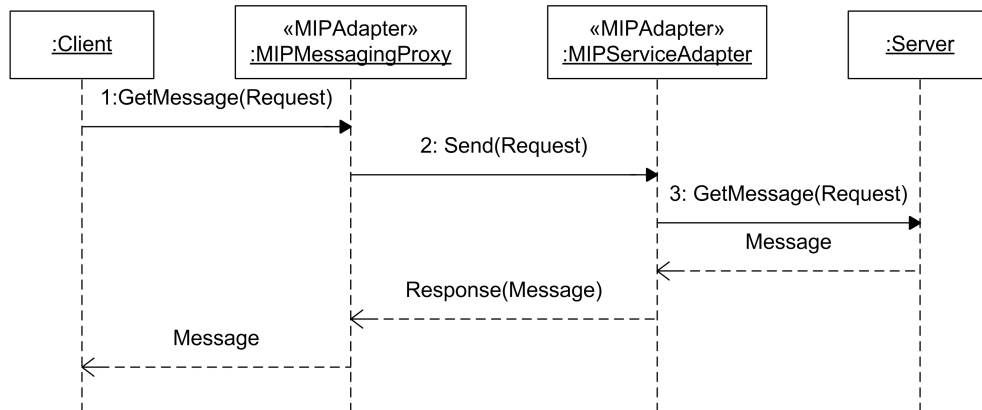 :Client
«MIPAdapter»
:MIPMessagingProxy
«MIPAdapter»
:MIPServiceAdapter
:Server
1:GetMessage(Request)
2: Send(Request)
3: GetMessage(Request)
Message
Response(Message)
Message